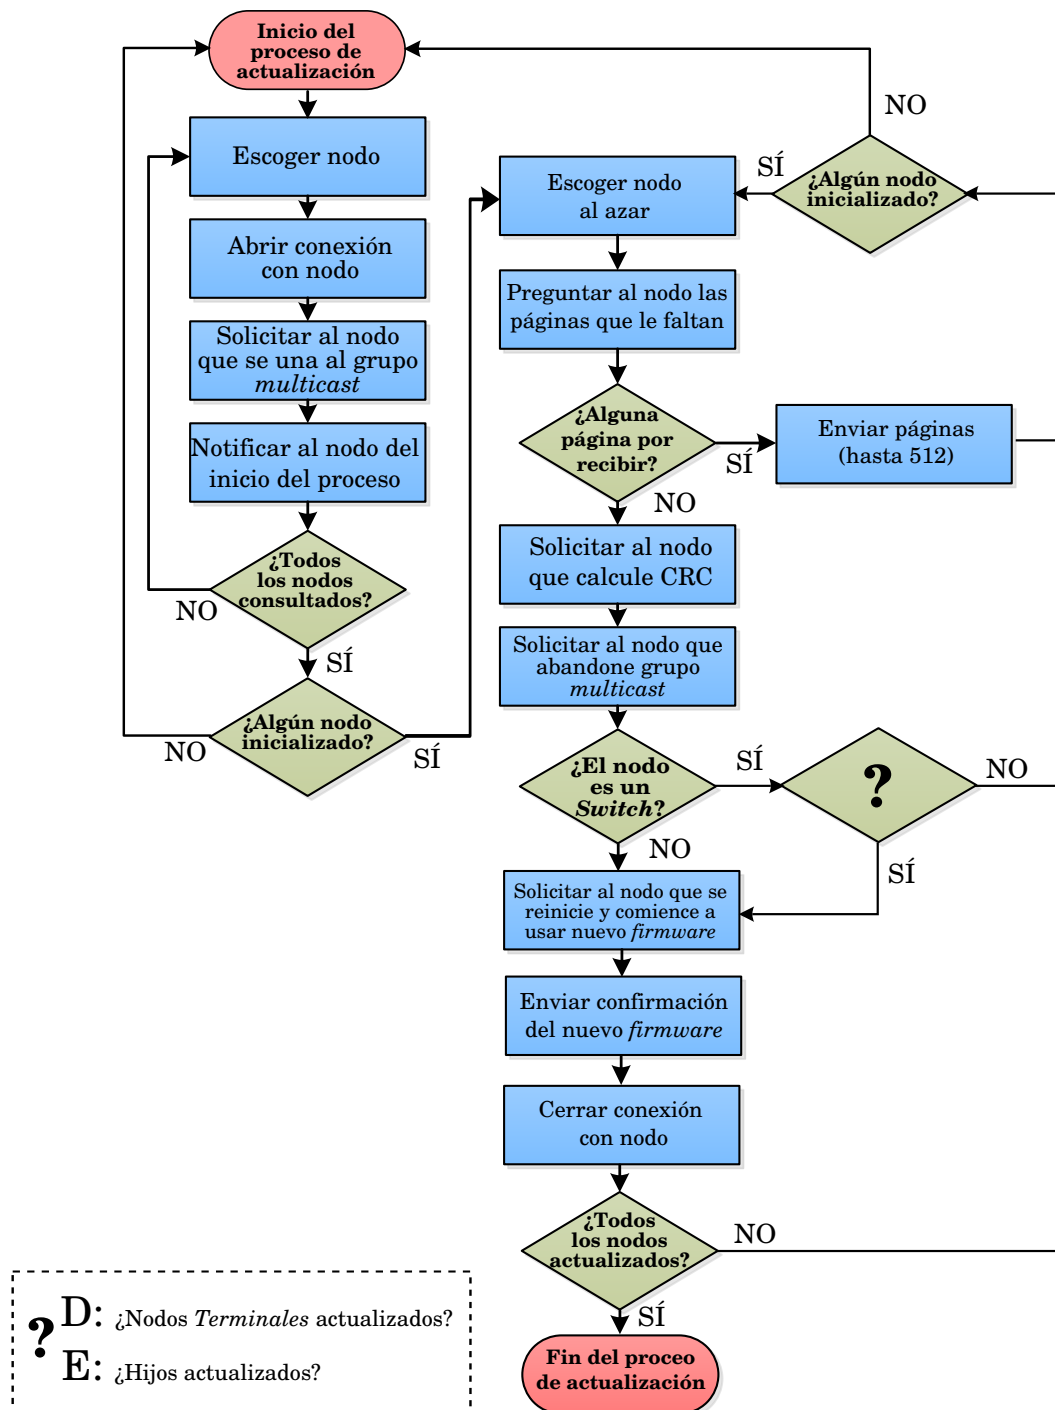 Inicio del
proceso de
actualización
Escoger nodo
Abrir conexión
con nodo
Solicitar al nodo
que se una al grupo
multicast
Notificar al nodo del
inicio del proceso
¿Todos
los nodos
consultados?
NO
SÍ
¿Algún nodo
inicializado?
NO
SÍ
NO
SÍ
¿Algún nodo
inicializado?
Escoger nodo
al azar
Preguntar al nodo las
páginas que le faltan
¿Alguna
página por
recibir?
SÍ
Enviar páginas
(hasta 512)
NO
Solicitar al nodo
que calcule CRC
Solicitar al nodo que
abandone grupo
multicast
¿El nodo
es un
Switch?
SÍ
?
NO
NO
SÍ
Solicitar al nodo que se
reinicie y comience a
usar nuevo firmware
Enviar confirmación
del nuevo firmware
Cerrar conexión
con nodo
¿Todos
los nodos
actualizados?
NO
SÍ
Fin del proceo
de actualización
?
D: ¿Nodos Terminales actualizados?
E: ¿Hijos actualizados?